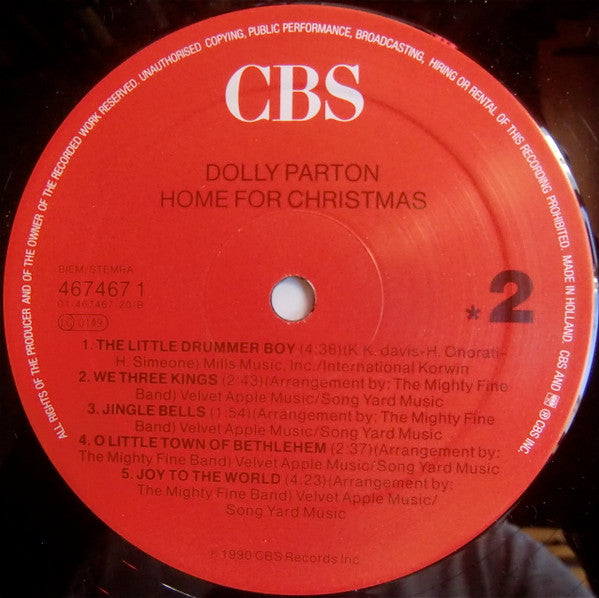 ALL RIGHTS OF THE PRODUCER AND OF THE OWNER OF THE RECORDED WORK RESERVED. UNAUTHORISED COPYING, PUBLIC PERFORMANCE, BROADCASTING, HIRING OR RENTAL OF THIS RECORDING PROHIBITED. MADE IN HOLLAND. CBS AND ℗ CBS INC.
CBS
DOLLY PARTON
HOME FOR CHRISTMAS
BIEM/STEMRA
467467 1
01-467467-20-B
LC 0149
*2
1. THE LITTLE DRUMMER BOY (4:36)(K.K. davis-H. Onorati-
H. Simeone) Mills Music, Inc./International Korwin
2. WE THREE KINGS (2:43)(Arrangement by: The Mighty Fine
Band) Velvet Apple Music/Song Yard Music
3. JINGLE BELLS (1:54)(Arrangement by: The Mighty Fine
Band) Velvet Apple Music/Song Yard Music
4. O LITTLE TOWN OF BETHLEHEM (2:37)(Arrangement by:
The Mighty Fine Band) Velvet Apple Music/Song Yard Music
5. JOY TO THE WORLD (4:23)(Arrangement by:
The Mighty Fine Band) Velvet Apple Music/
Song Yard Music
℗ 1990 CBS Records Inc